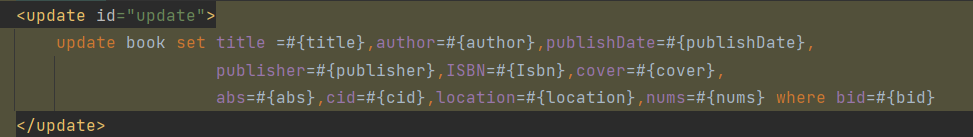 <update id="update">
update book set title =#{title},author=#{author},publishDate=#{publishDate},
publisher=#{publisher},ISBN=#{Isbn},cover=#{cover},
abs=#{abs},cid=#{cid},location=#{location},nums=#{nums} where bid=#{bid}
</update>